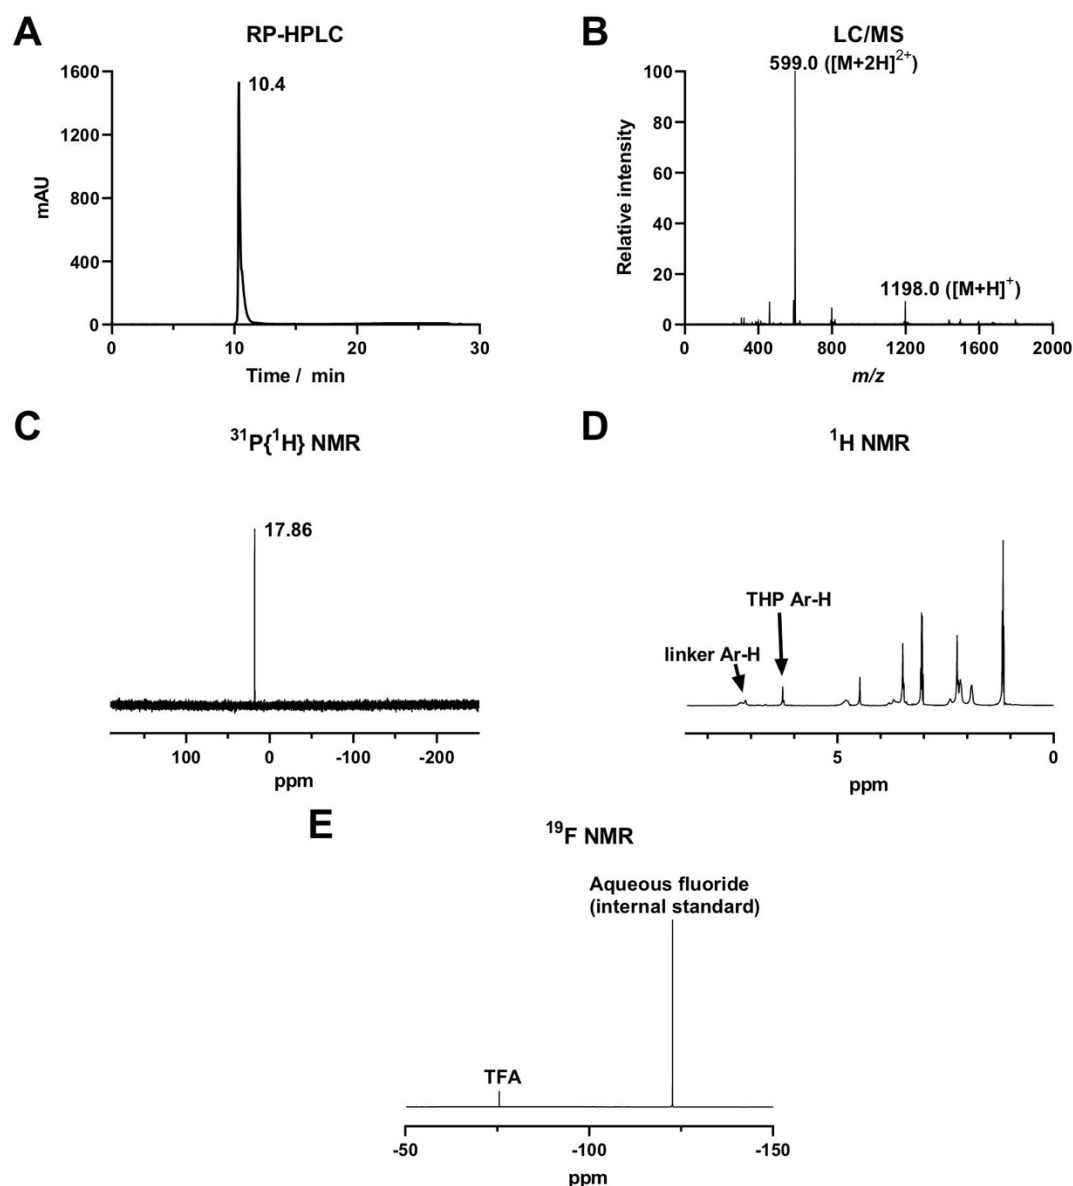 A
RP-HPLC
1600
1200
800
400
0
mAU
10.4
0
10
20
30
Time / min
B
LC/MS
599.0 ([M+2H]²⁺
100
80
60
40
20
0
Relative intensity
1198.0 ([M+H]⁺
0
400
800
1200
1600
2000
m/z
C
³¹P{¹H} NMR
17.86
100
0
-100
-200
ppm
D
¹H NMR
THP Ar-H
linker Ar-H
5
0
ppm
E
¹⁹F NMR
Aqueous fluoride
(internal standard)
TFA
-50
-100
-150
ppm